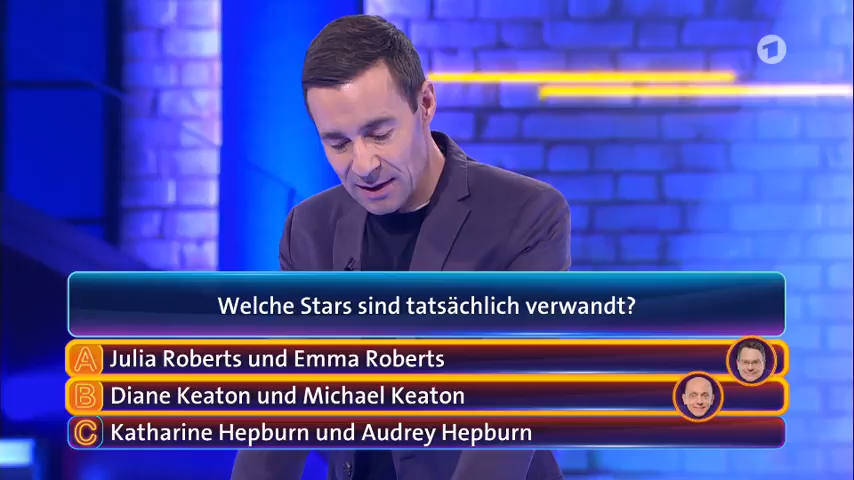 1
Welche Stars sind tatsächlich verwandt?
A Julia Roberts und Emma Roberts
B Diane Keaton und Michael Keaton
C Katharine Hepburn und Audrey Hepburn